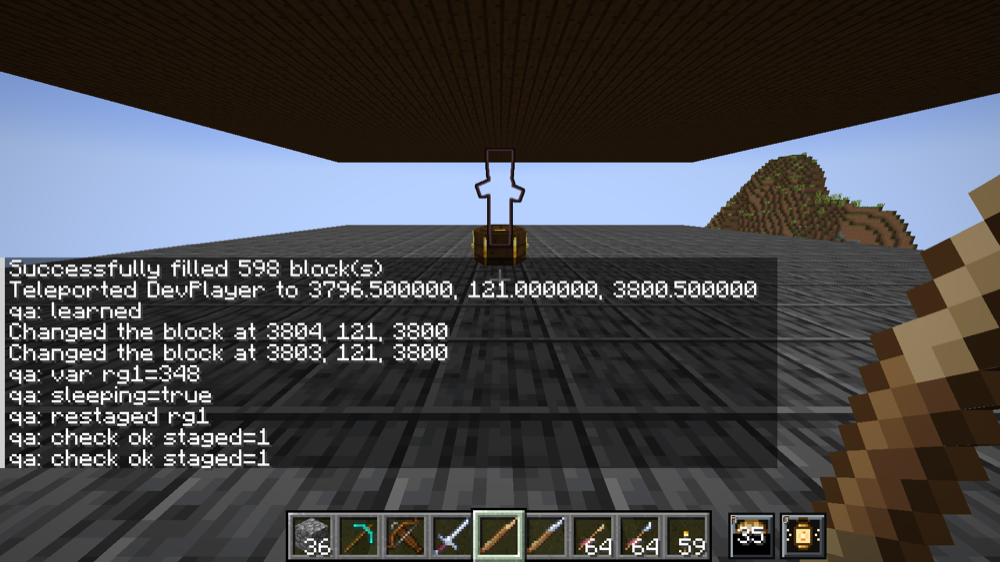 Successfully filled 598 block(s)
Teleported DevPlayer to 3796.500000, 121.000000, 3800.500000
qa: learned
Changed the block at 3804, 121, 3800
Changed the block at 3803, 121, 3800
qa: var rg1=348
qa: sleeping=true
qa: restaged rg1
qa: check ok staged=1
qa: check ok staged=1
36 64 64 59 35